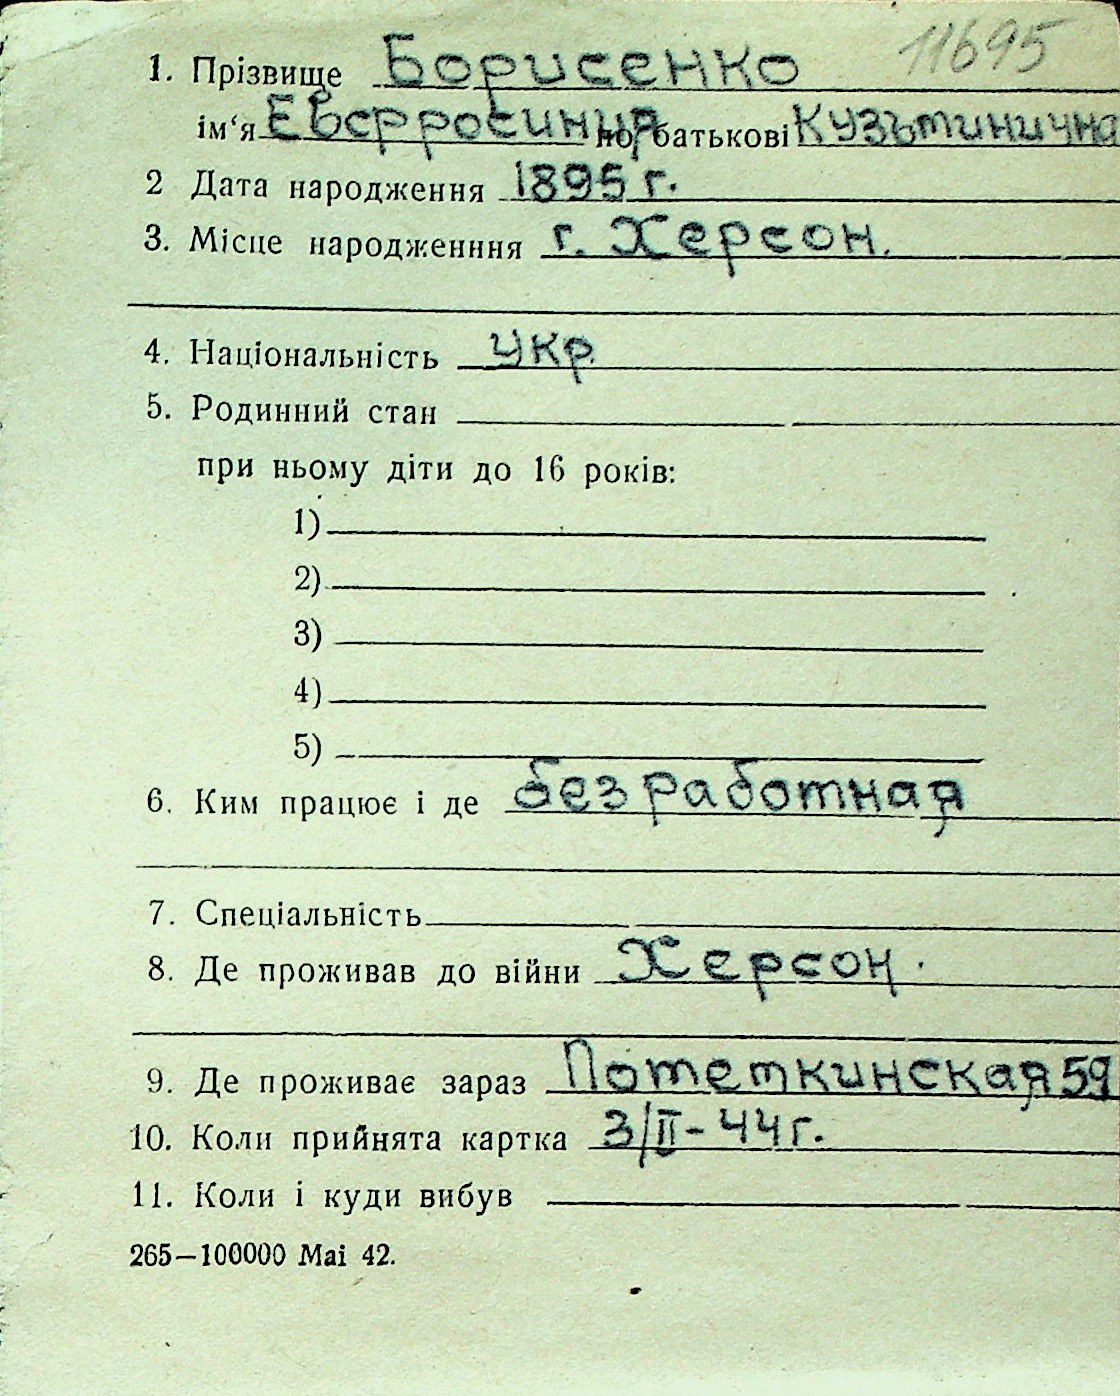 11695
1. Прізвище Борисенко
ім‘я Евсрросиния по батькові Кузьминична
2 Дата народження 1895 г.
3. Місце народженння г. Херсон.
4. Національність укр.
5. Родинний стан
при ньому діти до 16 років:
1)
2)
3)
4)
5)
6. Ким працює і де безработная
7. Спеціальність
8. Де проживав до війни Херсон.
9. Де проживає зараз Потемкинская 59
10. Коли прийнята картка 3/II-44 г.
11. Коли і куди вибув
265—100000 Mai 42.